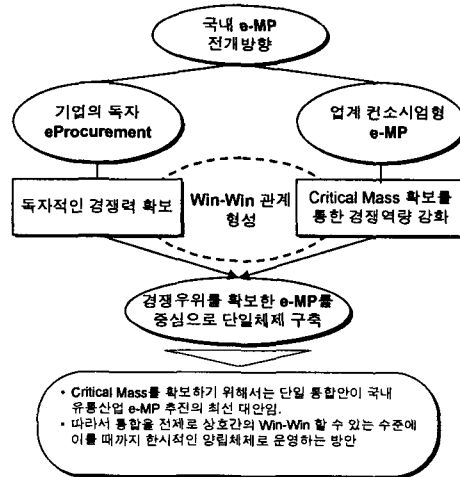 국내 e-MP
전개방향
기업의 독자
eProcurement
업계 컨소시엄형
e-MP
독자적인 경쟁력 확보
Win-Win 관계
형성
Critical Mass 확보를
통한 경쟁역량 강화
경쟁우위를 확보한 e-MP를
중심으로 단일체제 구축
• Critical Mass를 확보하기 위해서는 단일 통합안이 국내
유통산업 e-MP 추진의 최선 대안임.
• 따라서 통합을 전제로 상호간의 Win-Win 할 수 있는 수준에
이를 때까지 한시적인 양립체제로 운영하는 방안